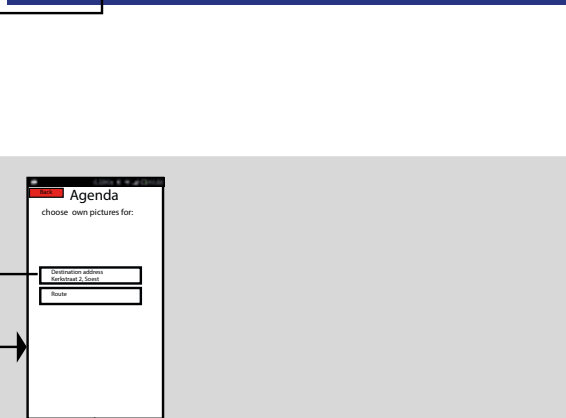 Back
Agenda
choose own pictures for:
Destination address
Kerkstraat 2, Soest
Route